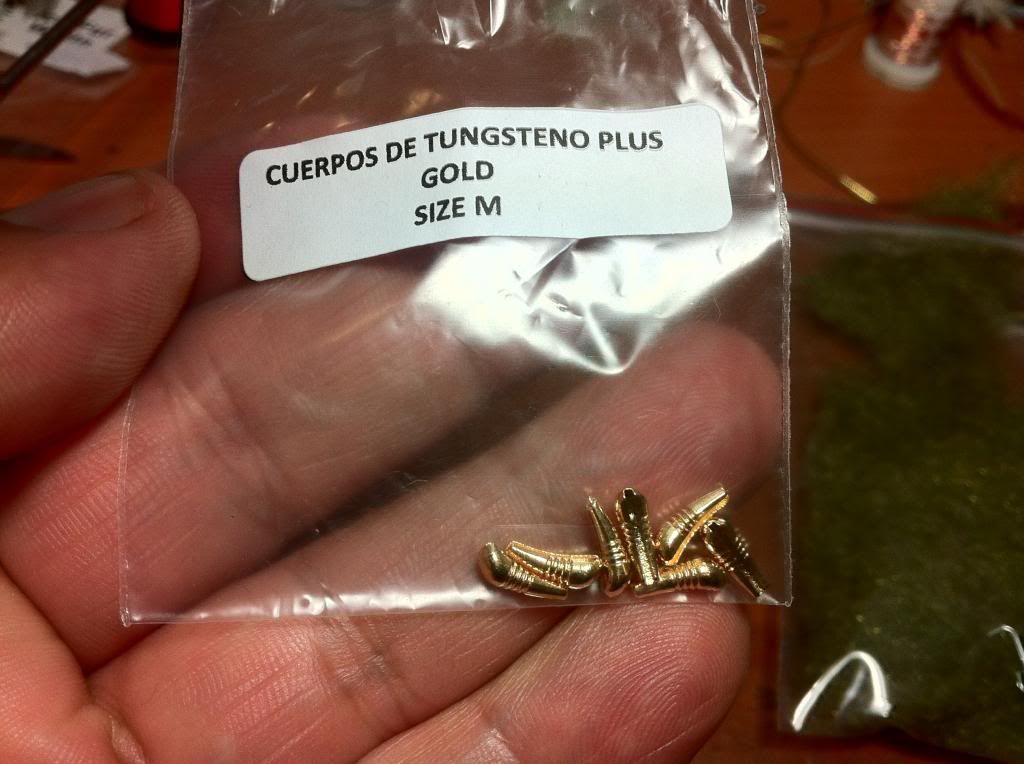 CUERPOS DE TUNGSTENO PLUS
GOLD
SIZE M